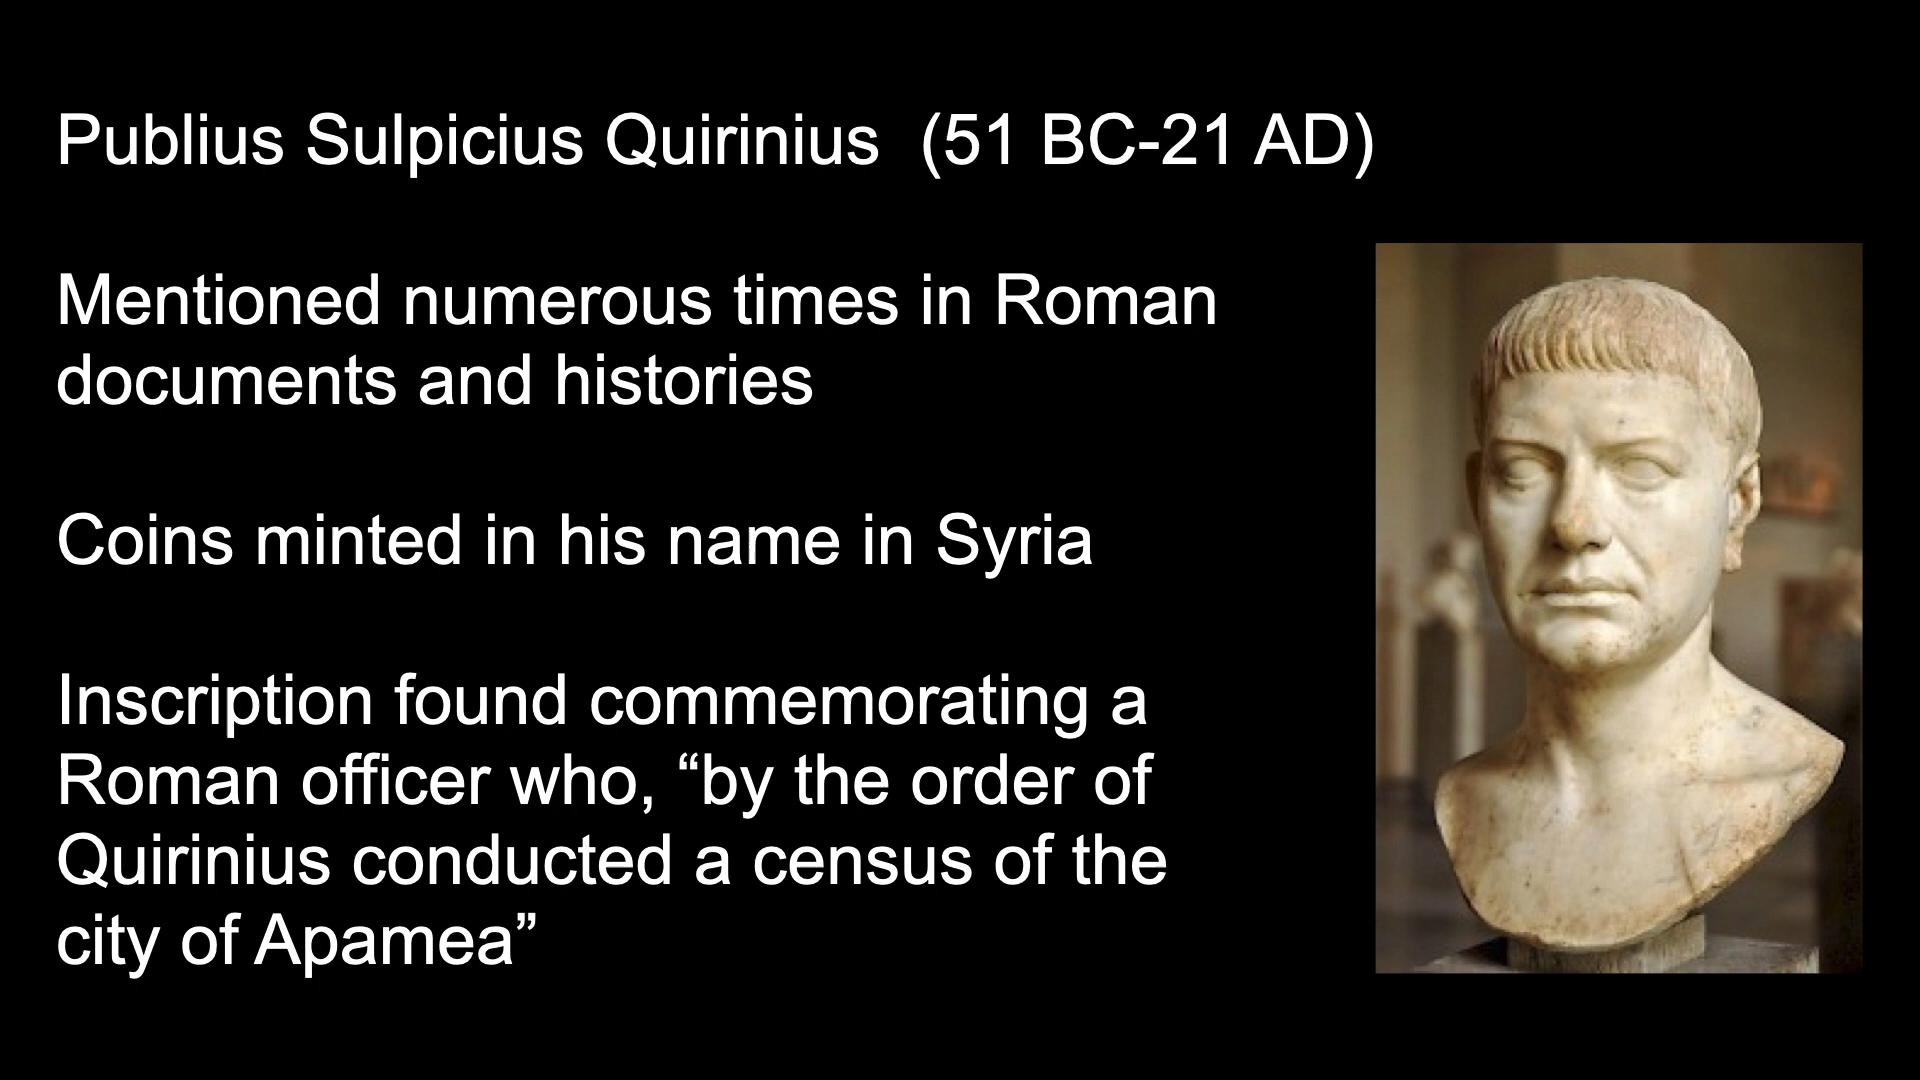 Publius Sulpicius Quirinius  (51 BC-21 AD)
Mentioned numerous times in Roman
documents and histories
Coins minted in his name in Syria
Inscription found commemorating a
Roman officer who, “by the order of
Quirinius conducted a census of the
city of Apamea”